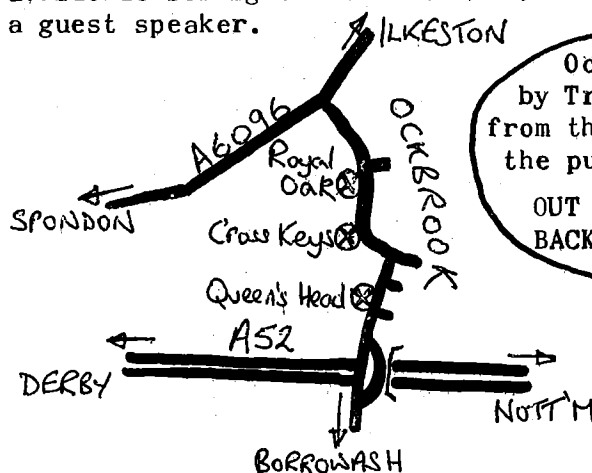 a guest speaker.
ILKESTON
A6096
OCKBROOK
Royal
Oak
SPONDON
Cross Keys
Queen's Head
A52
DERBY
NOTT'M
BORROWASH
Oc
by Tr
from th
the pu
OUT
BACK